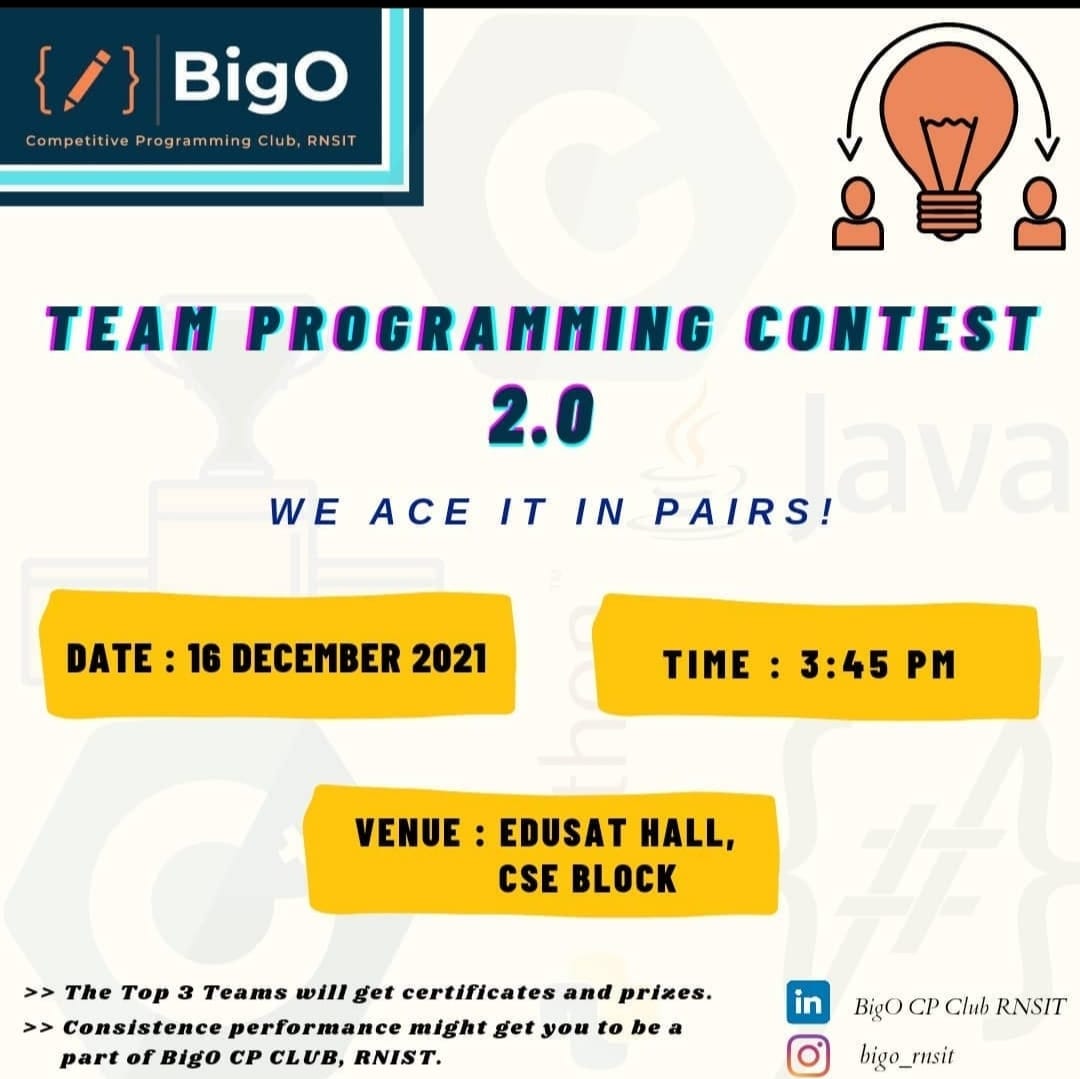 {/} BigO
Competitive Programming Club, RNSIT
TEAM PROGRAMMING CONTEST
2.0
WE ACE IT IN PAIRS!
Java
thon
DATE : 16 DECEMBER 2021
TIME : 3:45 PM
VENUE : EDUSAT HALL,
CSE BLOCK
>> The Top 3 Teams will get certificates and prizes.
>> Consistence performance might get you to be a
part of BigO CP CLUB, RNIST.
in BigO CP Club RNSIT
bigo_rnsit